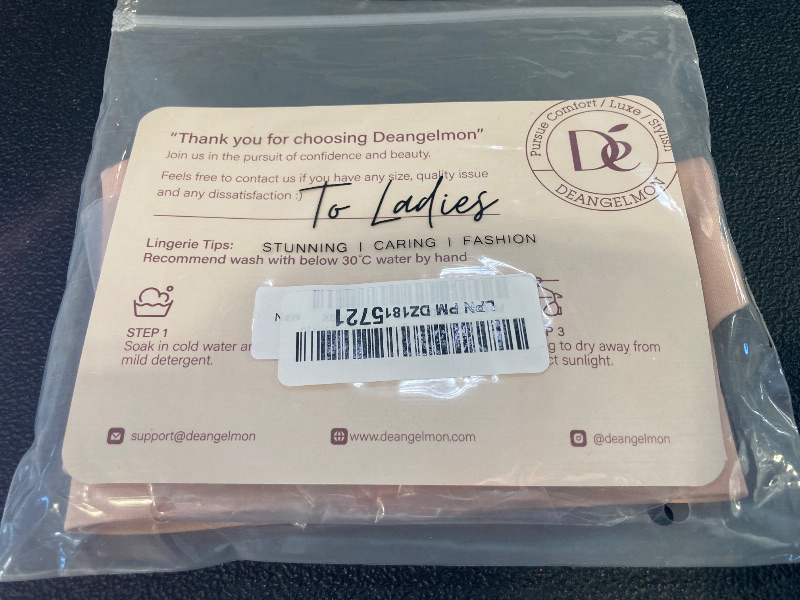 "Thank you for choosing Deangelmon"
Join us in the pursuit of confidence and beauty.
Feels free to contact us if you have any size, quality issue
and any dissatisfaction :)
To Ladies
STUNNING | CARING | FASHION
Pursue Comfort / Luxe / Stylish
De
DEANGELMON
Lingerie Tips:
Recommend wash with below 30°C water by hand
STEP 1
Soak in cold water
mild detergent.
LPN PM DZ1815721
P 3
g to dry away from
ct sunlight.
support@deangelmon
www.deangelmon.com
@deangelmon